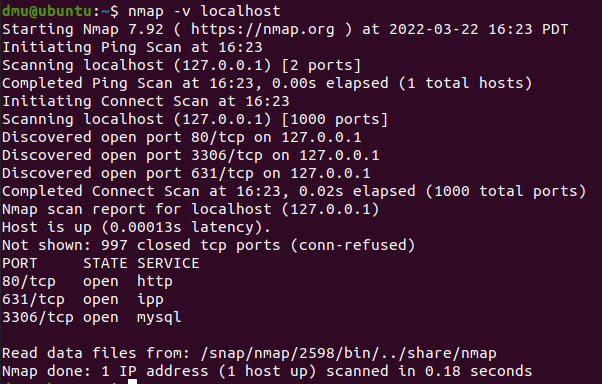 dmu@ubuntu:~$ nmap -v localhost
Starting Nmap 7.92 ( https://nmap.org ) at 2022-03-22 16:23 PDT
Initiating Ping Scan at 16:23
Scanning localhost (127.0.0.1) [2 ports]
Completed Ping Scan at 16:23, 0.00s elapsed (1 total hosts)
Initiating Connect Scan at 16:23
Scanning localhost (127.0.0.1) [1000 ports]
Discovered open port 80/tcp on 127.0.0.1
Discovered open port 3306/tcp on 127.0.0.1
Discovered open port 631/tcp on 127.0.0.1
Completed Connect Scan at 16:23, 0.02s elapsed (1000 total ports)
Nmap scan report for localhost (127.0.0.1)
Host is up (0.00013s latency).
Not shown: 997 closed tcp ports (conn-refused)
PORT     STATE SERVICE
80/tcp   open  http
631/tcp  open  ipp
3306/tcp open  mysql
Read data files from: /snap/nmap/2598/bin/../share/nmap
Nmap done: 1 IP address (1 host up) scanned in 0.18 seconds